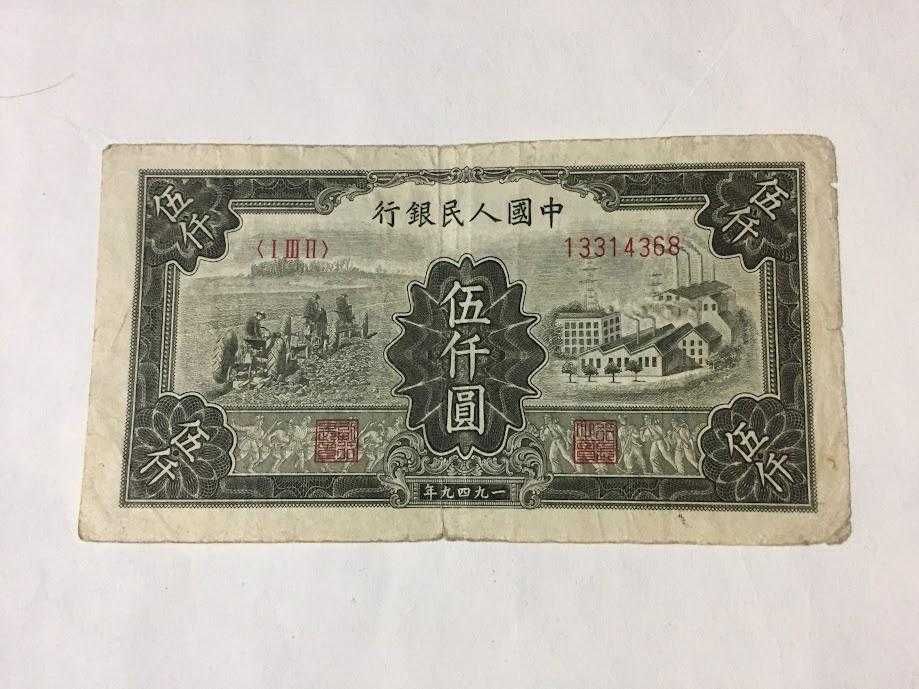 中國人民銀行
伍仟
伍仟
〈I III II〉
13314368
伍仟圓
伍仟
伍仟
一九四九年